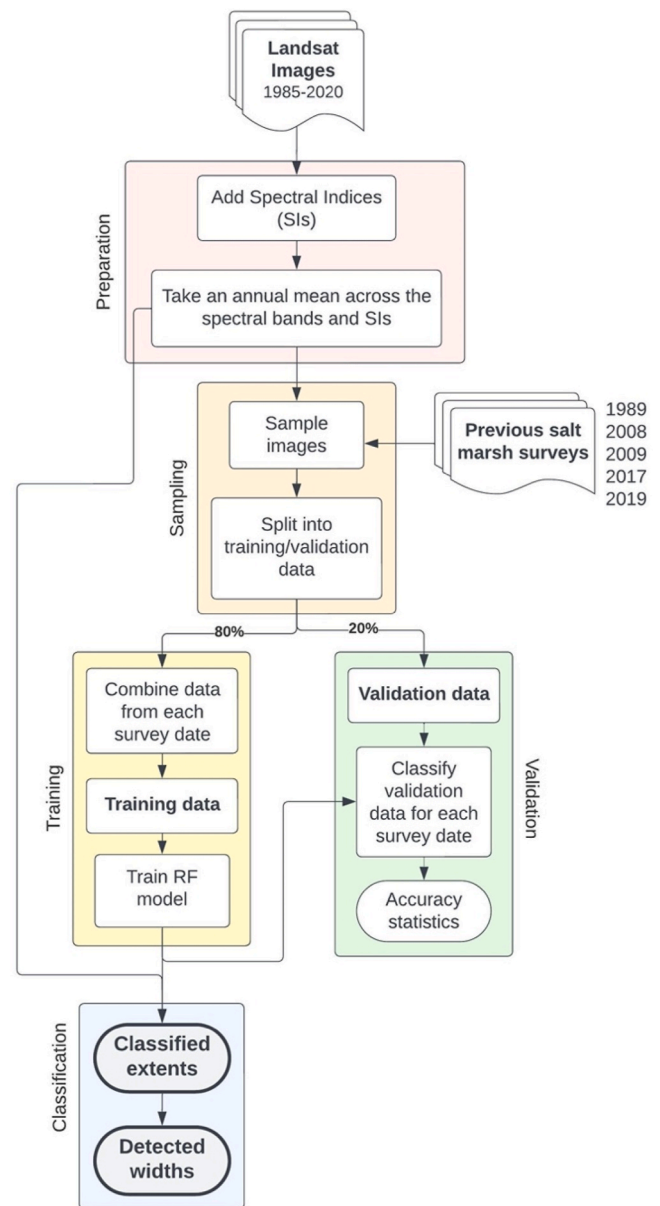 Landsat
Images
1985-2020
Preparation
Add Spectral Indices
(SIs)
Take an annual mean across the
spectral bands and SIs
Sampling
Sample
images
Previous salt
marsh surveys
1989
2008
2009
2017
2019
Split into
training/validation
data
80%
20%
Training
Combine data
from each
survey date
Training data
Train RF
model
Validation data
Classify
validation
data for each
survey date
Accuracy
statistics
Validation
Classification
Classified
extents
Detected
widths